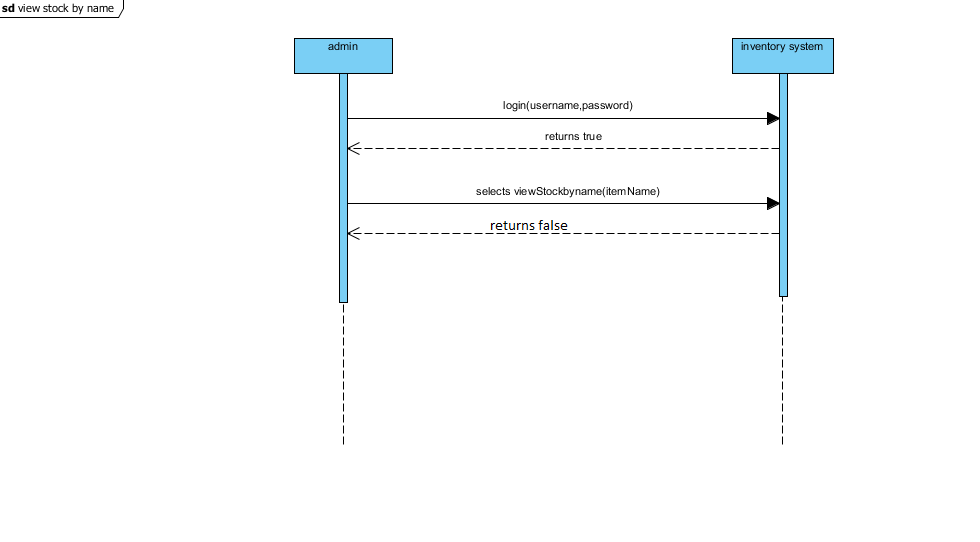 sd view stock by name
admin
inventory system
login(username,password)
returns true
selects viewStockbyname(itemName)
returns false